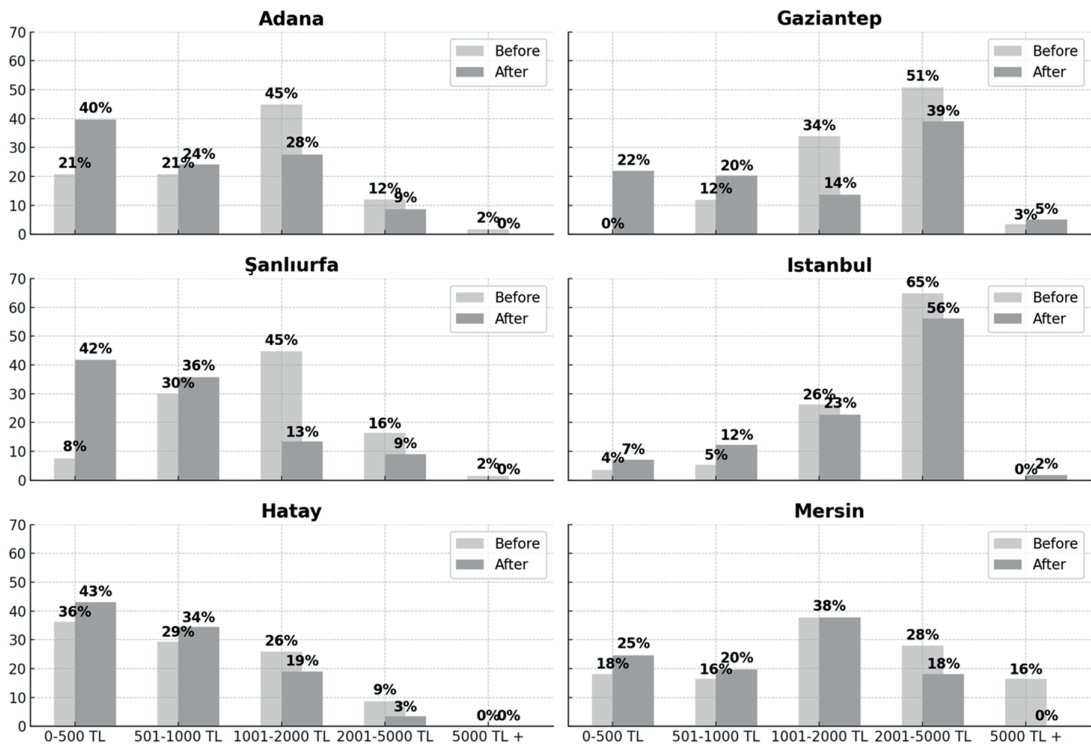 Adana
70
60
50
40
30
20
10
0
21%
40%
21%
24%
45%
28%
12%
9%
2%
0%
Before
After
Gaziantep
0%
22%
12%
20%
34%
14%
51%
39%
3%
5%
Before
After
Şanlıurfa
70
60
50
40
30
20
10
0
8%
42%
30%
36%
45%
13%
16%
9%
2%
0%
Before
After
Istanbul
4%
7%
5%
12%
26%
23%
65%
56%
0%
2%
Before
After
Hatay
70
60
50
40
30
20
10
0
36%
43%
29%
34%
26%
19%
9%
3%
0%
0%
Before
After
0-500 TL
501-1000 TL
1001-2000 TL
2001-5000 TL
5000 TL +
Mersin
18%
25%
16%
20%
38%
28%
18%
16%
0%
Before
After
0-500 TL
501-1000 TL
1001-2000 TL
2001-5000 TL
5000 TL +